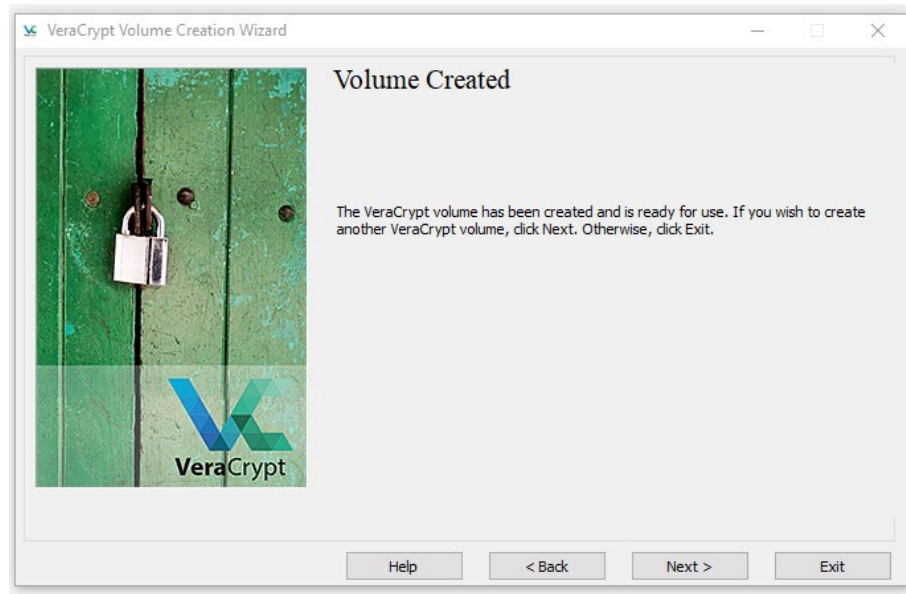 VeraCrypt Volume Creation Wizard
Volume Created
The VeraCrypt volume has been created and is ready for use. If you wish to create
another VeraCrypt volume, click Next. Otherwise, click Exit.
VeraCrypt
Help
< Back
Next >
Exit